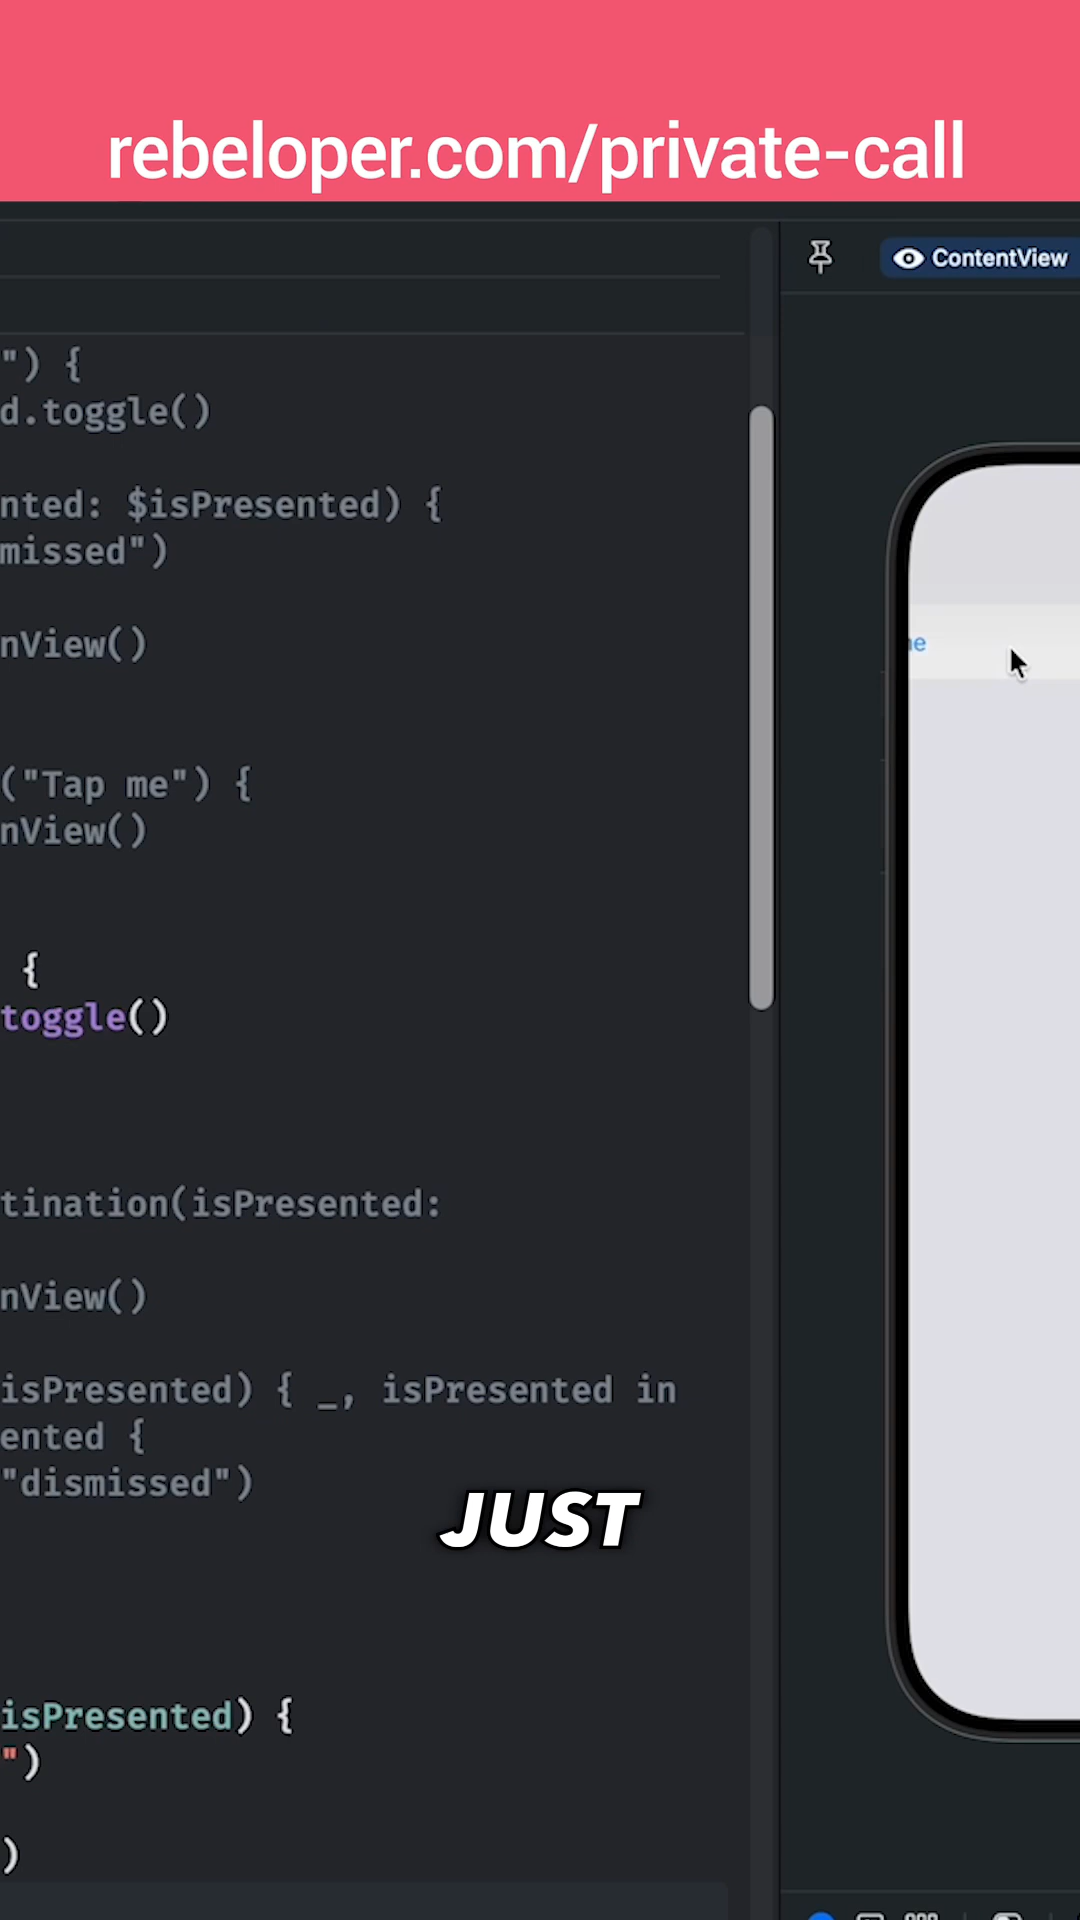 rebeloper.com/private-call
ContentView
") {
d.toggle()
nted: $isPresented) {
missed")
nView()
("Tap me") {
nView()
{
toggle()
tination(isPresented:
nView()
isPresented) { _, isPresented in
ented {
"dismissed")
JUST
isPresented) {
")
)
e